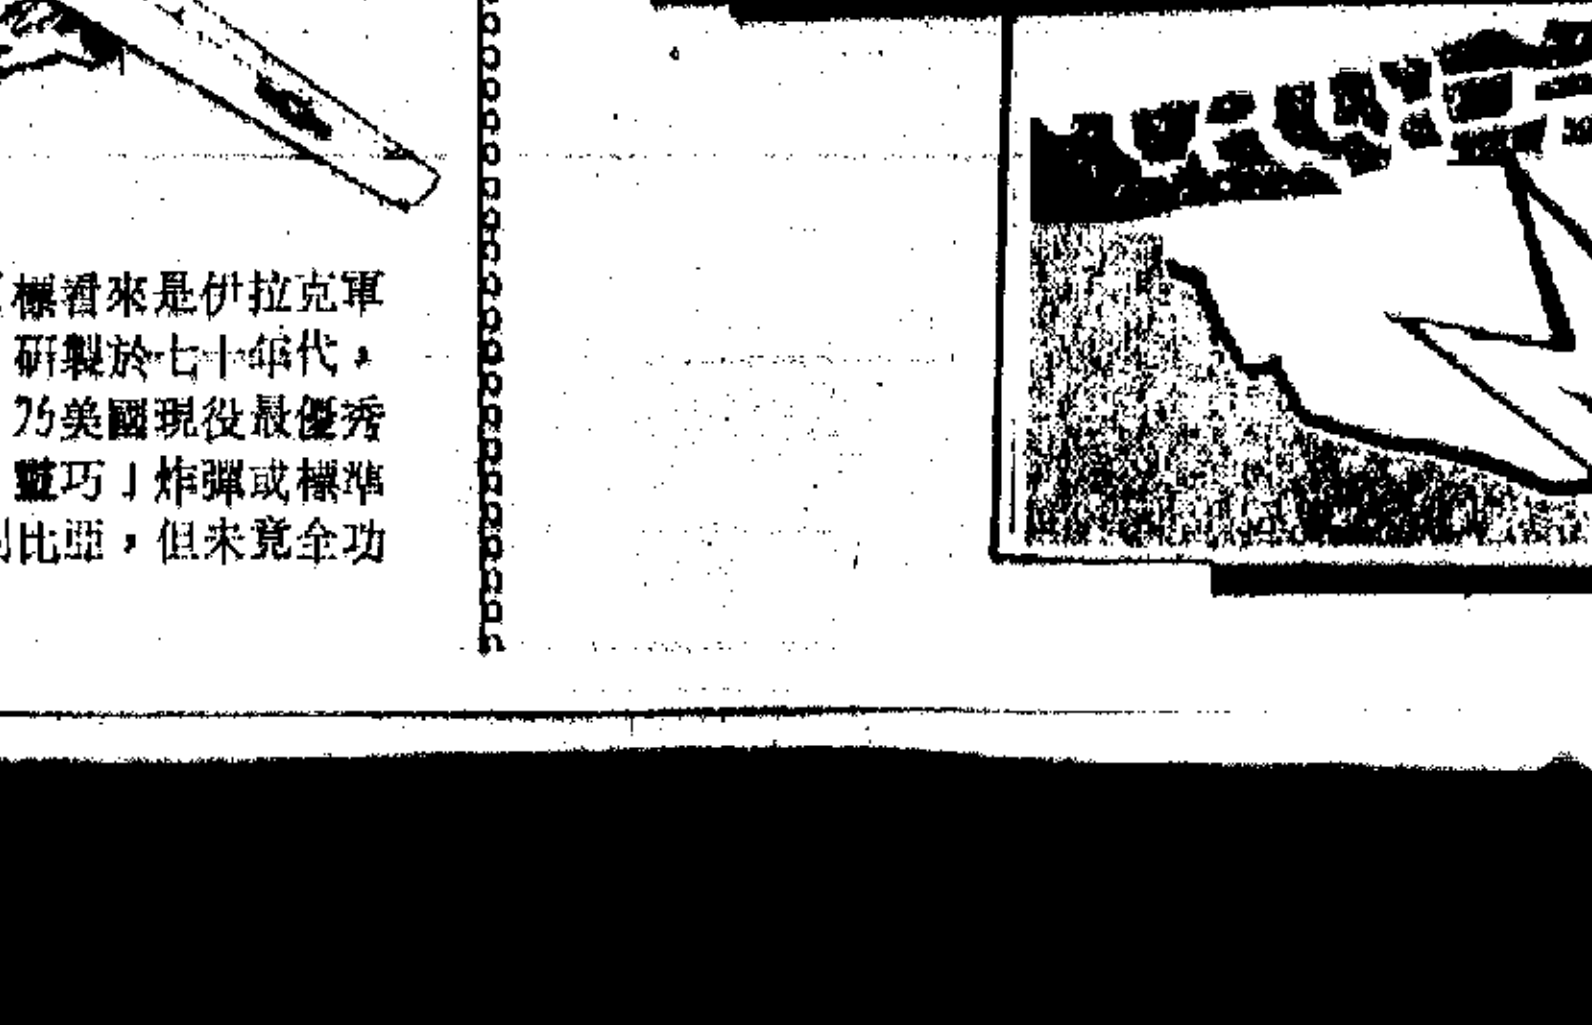 標看來是伊拉克軍
研製於七十年代，
乃美國現役最優秀
靈巧」炸彈或標準
比亞，但未竟全功